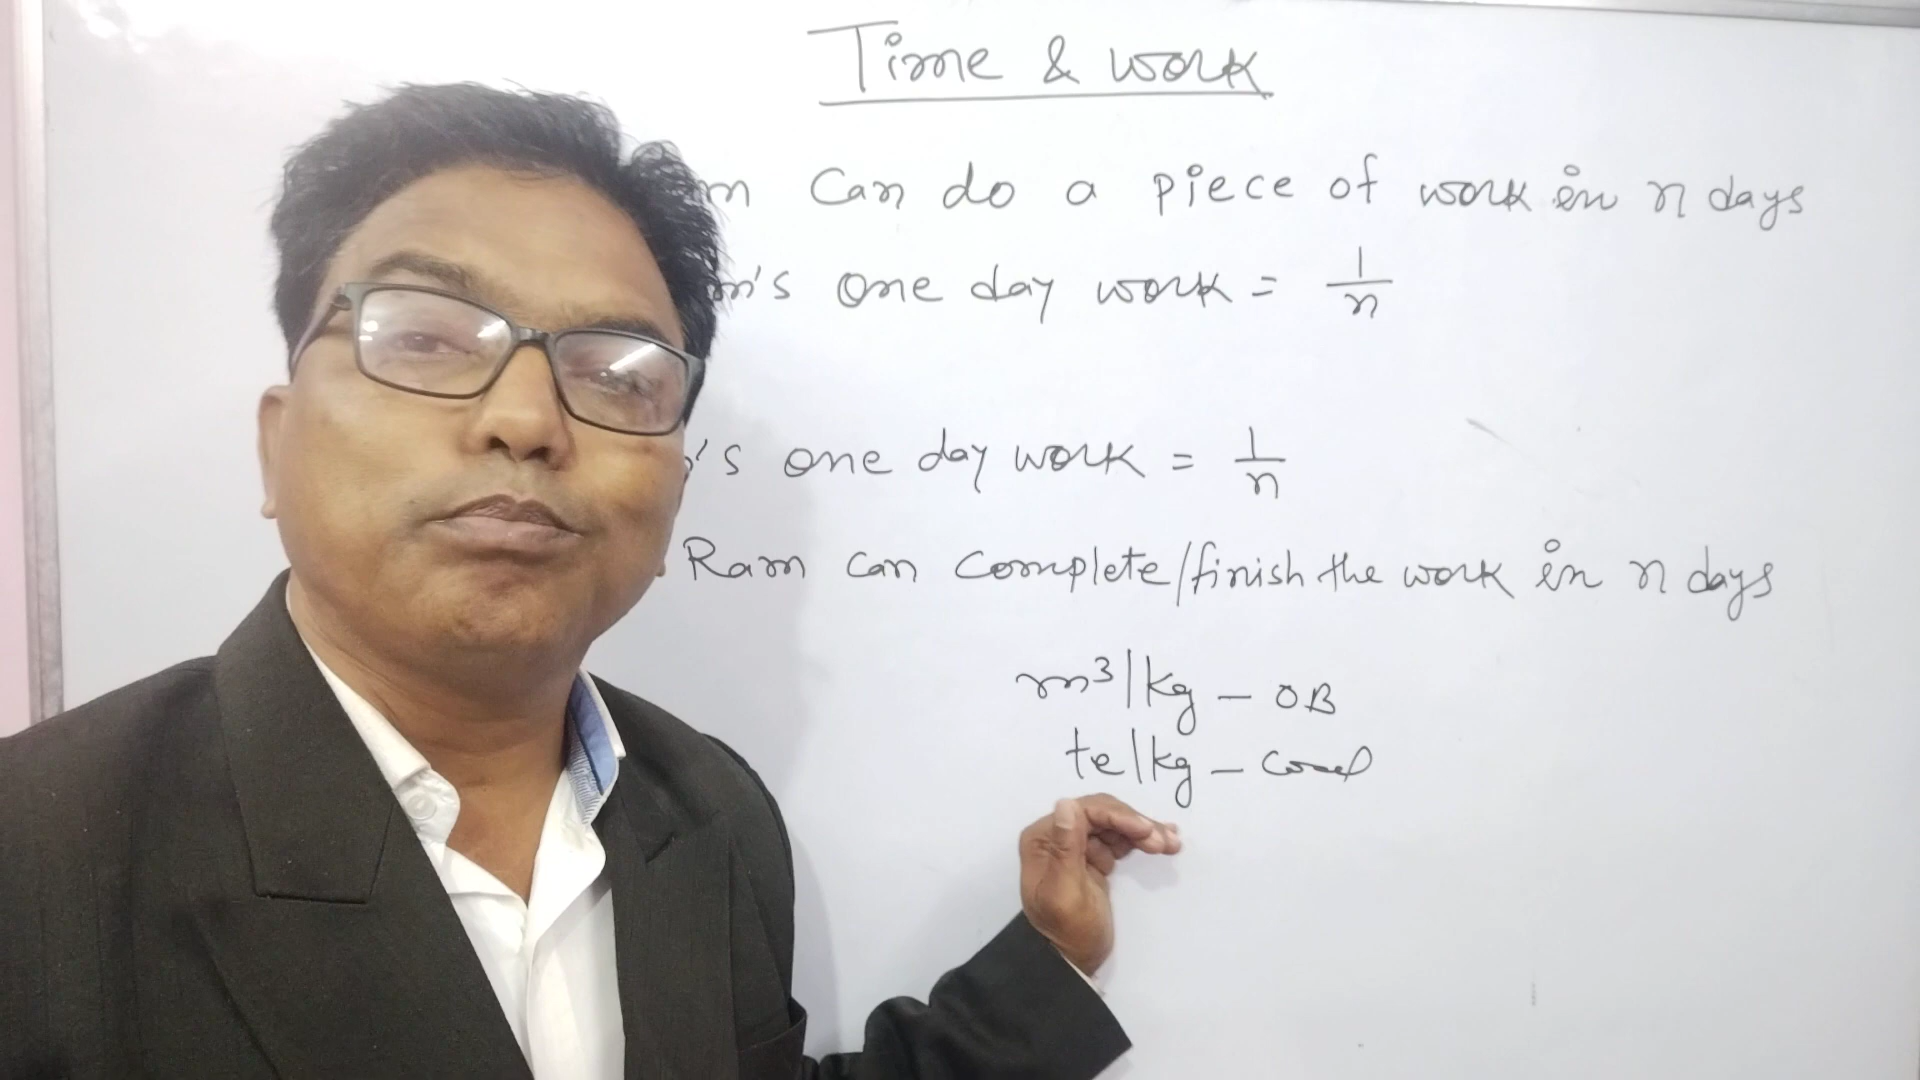 Time & work
m can do a piece of work in n days
m's one day work = 1/n
's one day work = 1/n
Ram can complete/finish the work in n days
m³/kg - OB
te/kg - coal